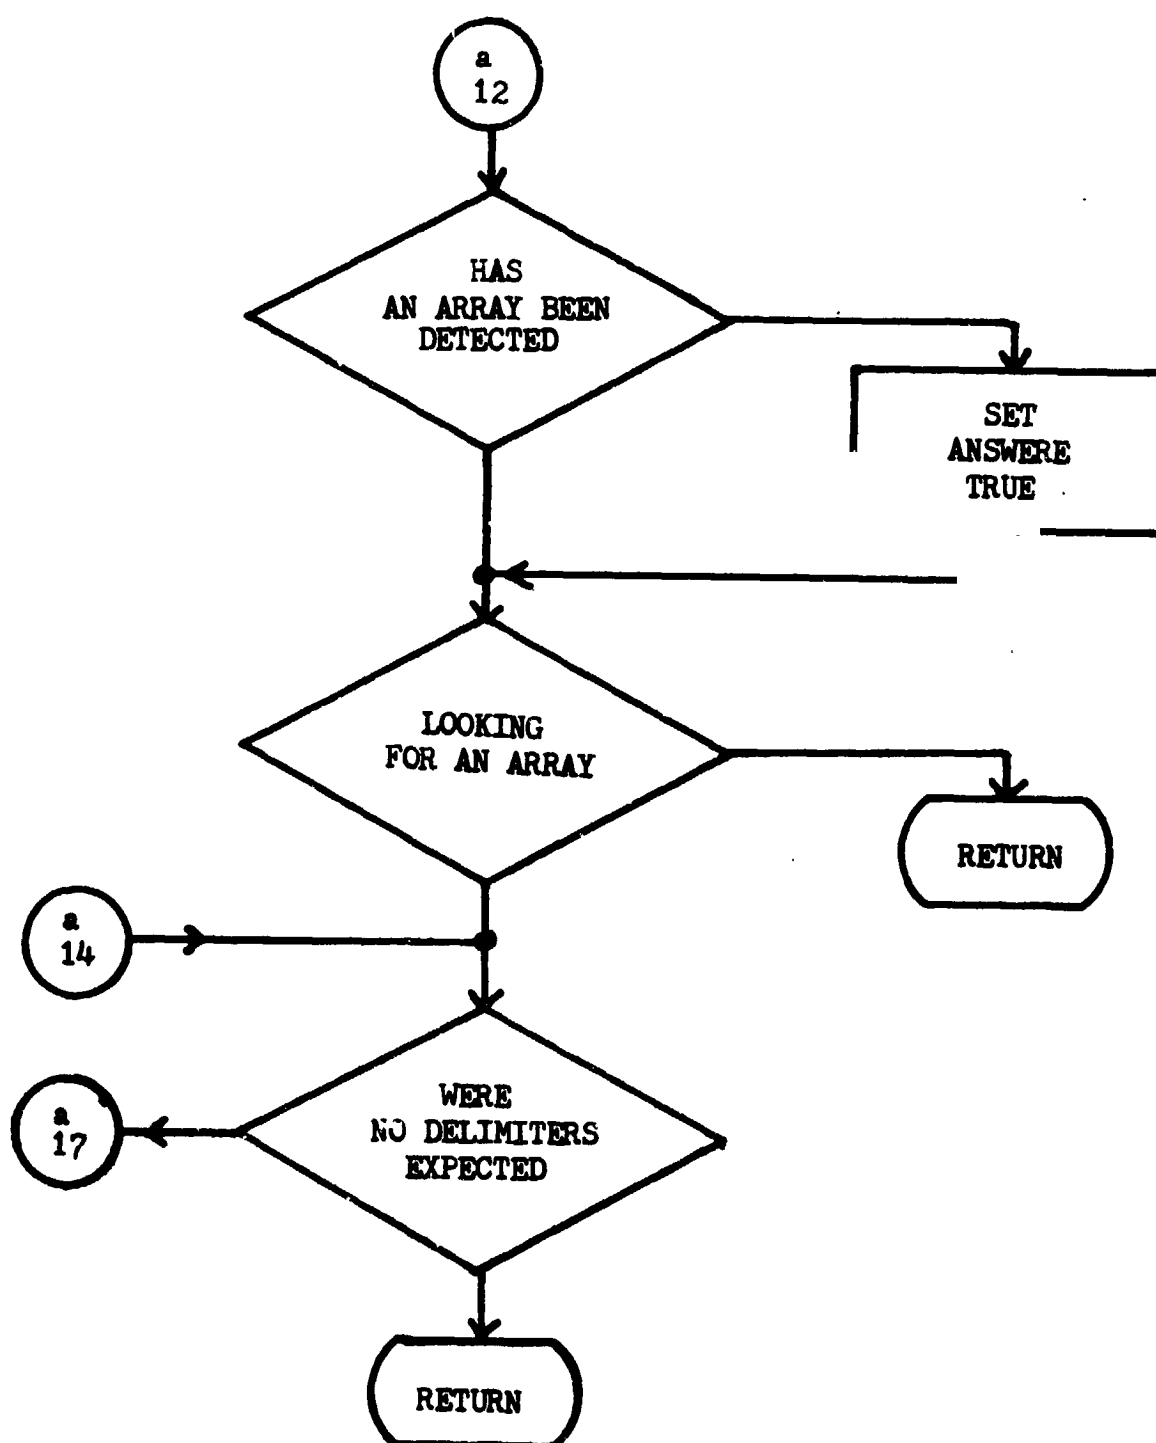 a
12
HAS
AN ARRAY BEEN
DETECTED
SET
ANSWERE
TRUE
LOOKING
FOR AN ARRAY
RETURN
a
14
WERE
NO DELIMITERS
EXPECTED
a
17
RETURN